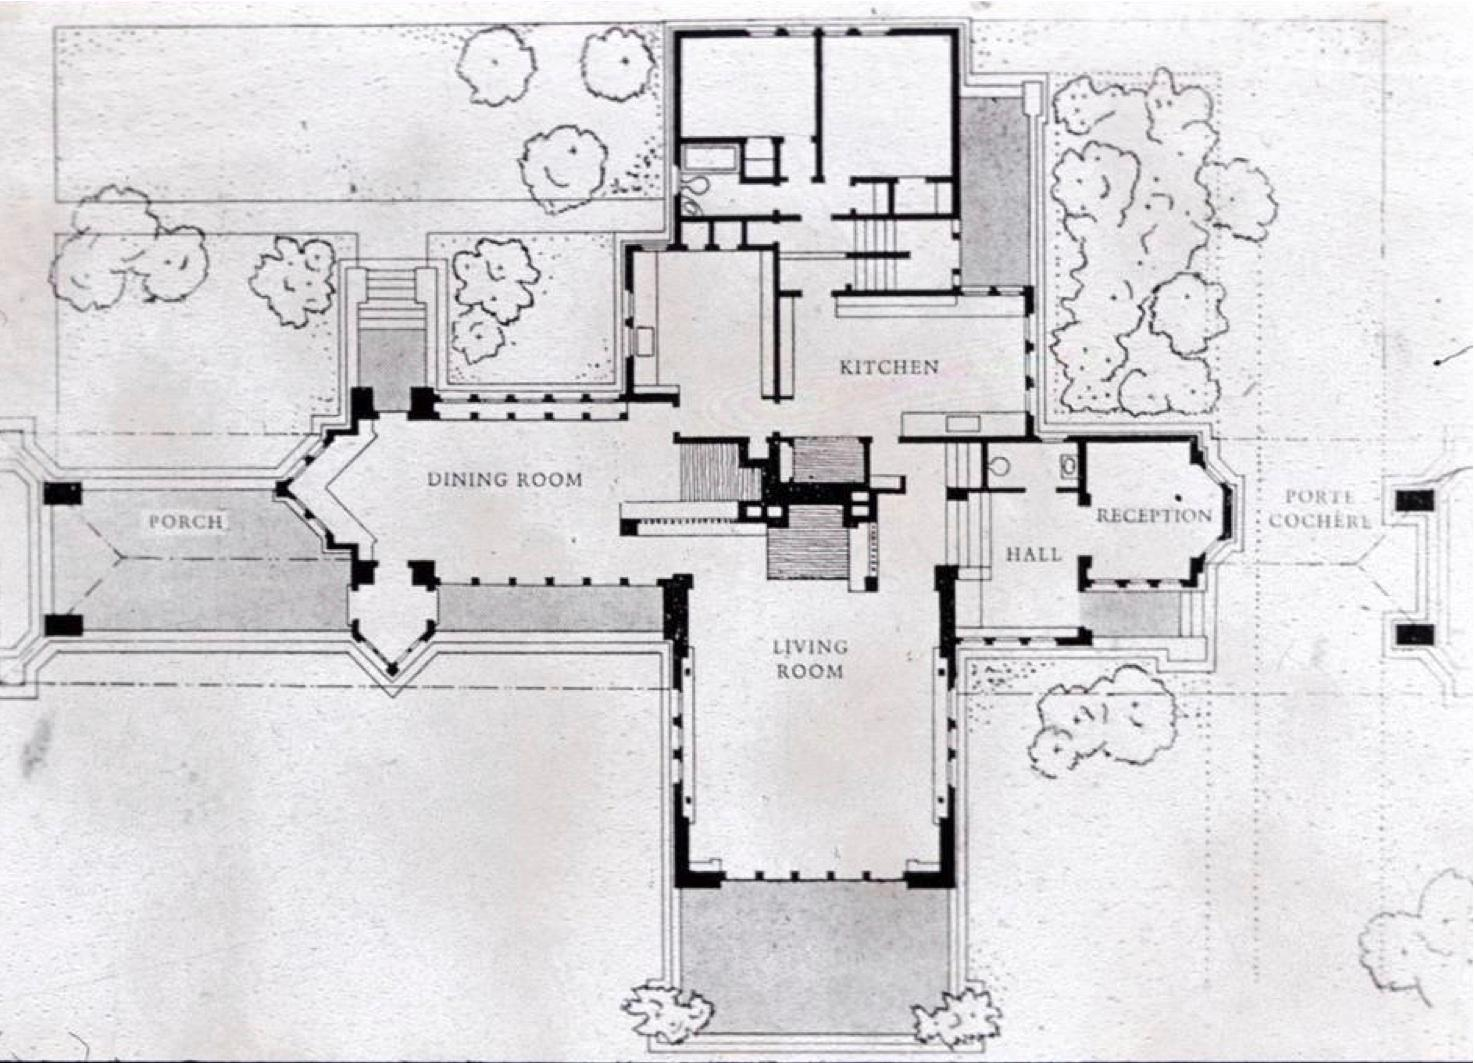 KITCHEN
DINING ROOM
PORCH
RECEPTION
PORTE
COCHÈRE
HALL
LIVING
ROOM